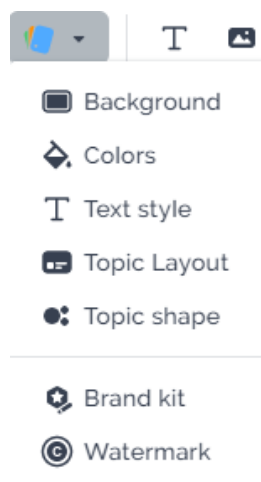 Background
Colors
Text style
Topic Layout
Topic shape
Brand kit
Watermark